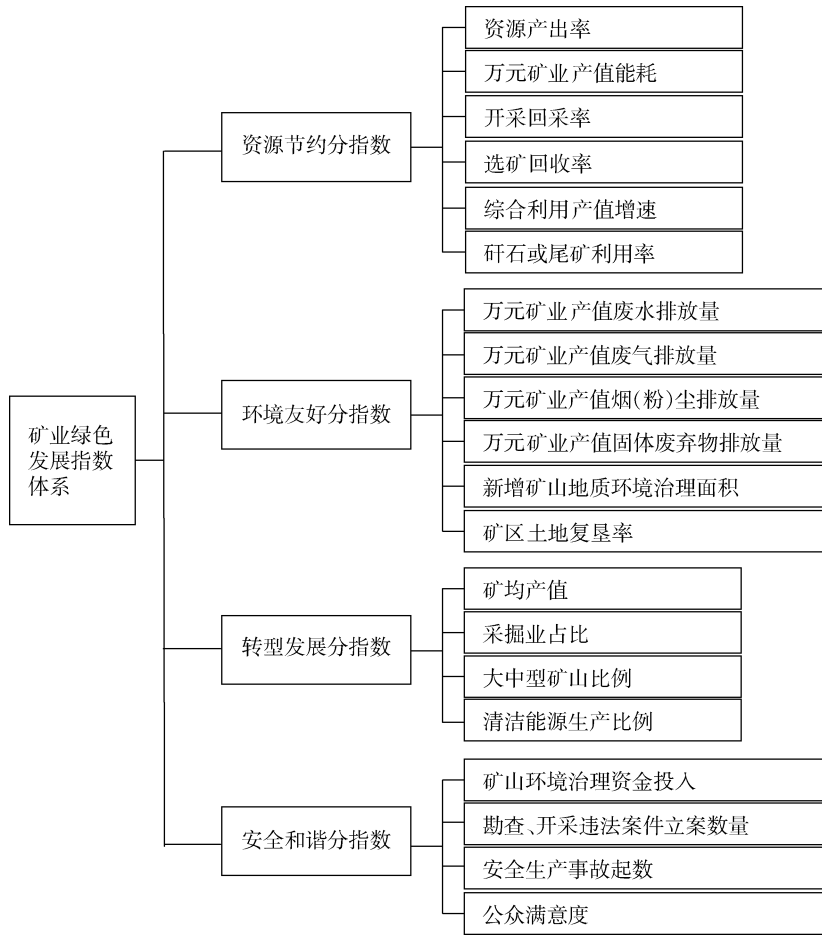 矿业绿色
发展指数
体系
资源节约分指数
资源产出率
万元矿业产值能耗
开采回采率
选矿回收率
综合利用产值增速
矸石或尾矿利用率
环境友好分指数
万元矿业产值废水排放量
万元矿业产值废气排放量
万元矿业产值烟(粉)尘排放量
万元矿业产值固体废弃物排放量
新增矿山地质环境治理面积
矿区土地复垦率
转型发展分指数
矿均产值
采掘业占比
大中型矿山比例
清洁能源生产比例
安全和谐分指数
矿山环境治理资金投入
勘查、开采违法案件立案数量
安全生产事故起数
公众满意度